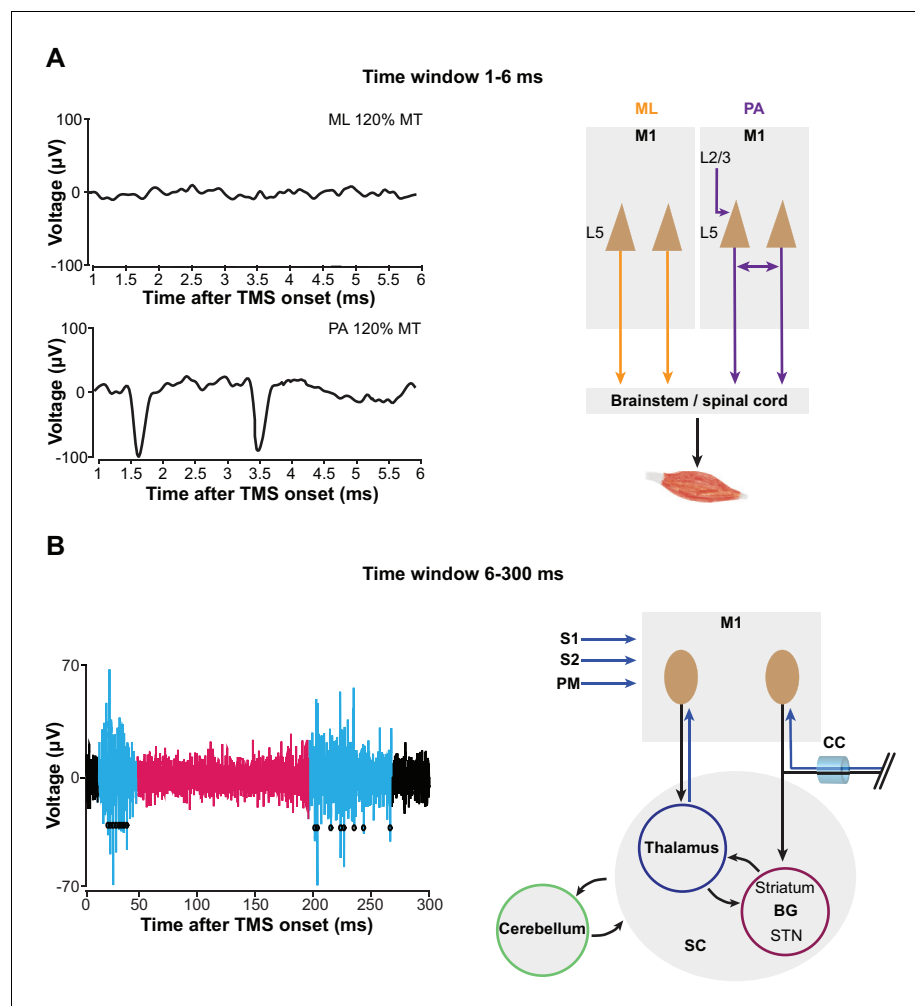 A
Time window 1-6 ms
ML 120% MT
100
0
-100
Voltage (µV)
1 1.5 2 2.5 3 3.5 4 4.5 5 5.5 6
Time after TMS onset (ms)
PA 120% MT
100
0
-100
Voltage (µV)
1 1.5 2 2.5 3 3.5 4 4.5 5 5.5 6
Time after TMS onset (ms)
ML PA
M1 M1
L2/3
L5 L5
Brainstem / spinal cord
B
Time window 6-300 ms
70
0
-70
Voltage (µV)
0 50 100 150 200 250 300
Time after TMS onset (ms)
M1
S1
S2
PM
CC
Thalamus
Striatum
BG
STN
Cerebellum
SC